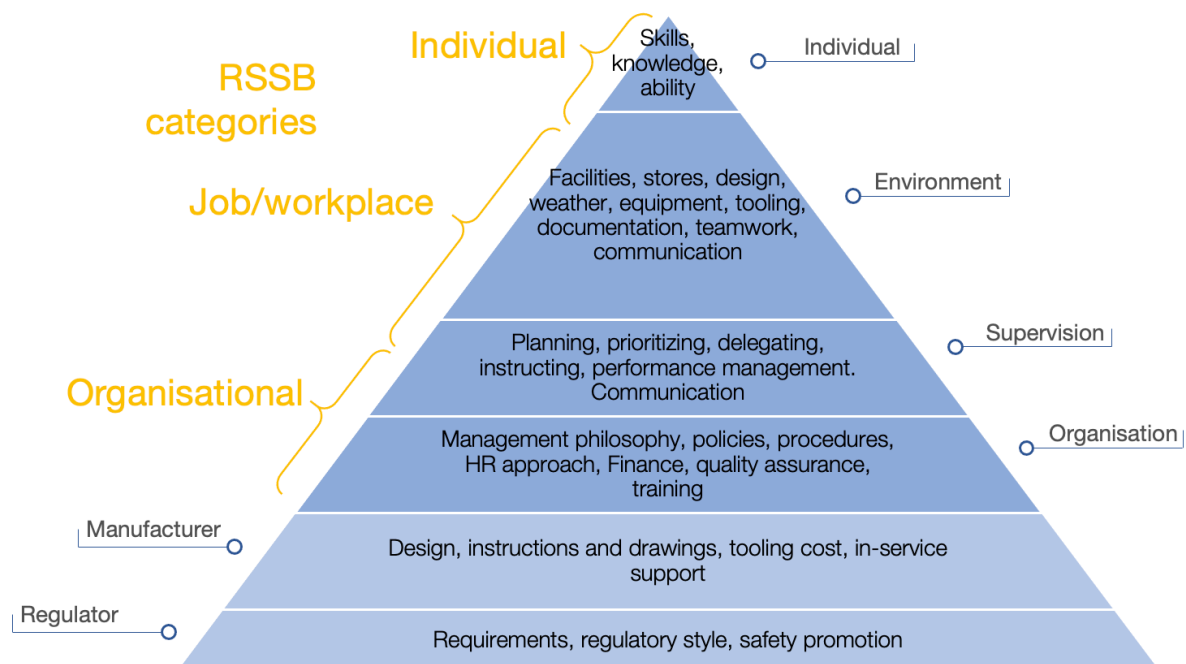 Individual
Skills,
knowledge,
ability
Individual
RSSB
categories
Job/workplace
Facilities, stores, design,
weather, equipment, tooling,
documentation, teamwork,
communication
Environment
Organisational
Planning, prioritizing, delegating,
instructing, performance management.
Communication
Supervision
Management philosophy, policies, procedures,
HR approach, Finance, quality assurance,
training
Organisation
Manufacturer
Design, instructions and drawings, tooling cost, in-service
support
Regulator
Requirements, regulatory style, safety promotion